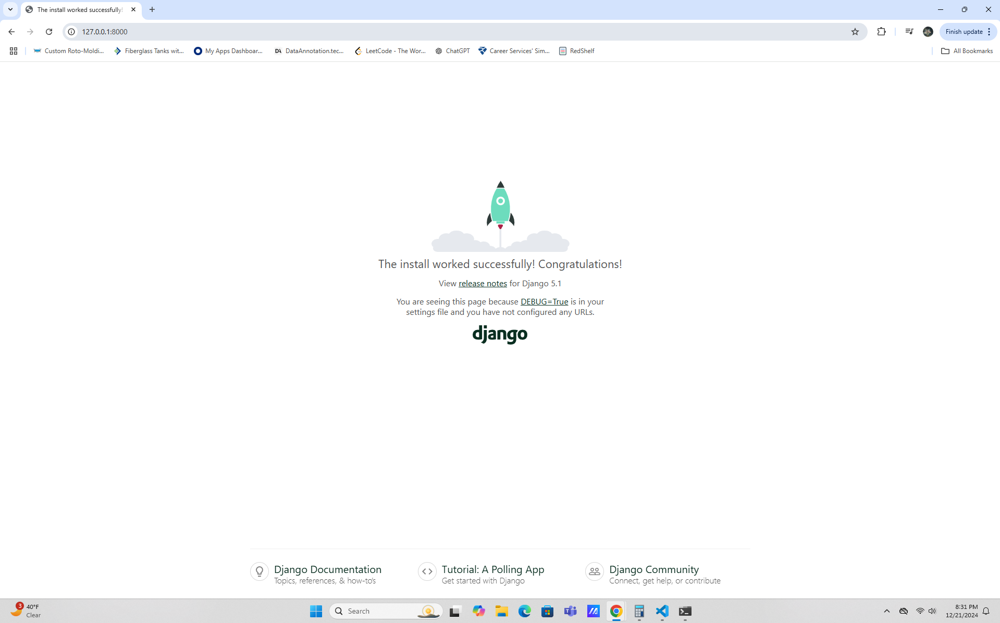 The install worked successfully!
127.0.0.1:8000
Finish update
Custom Roto-Moldi...
Fiberglass Tanks wit...
My Apps Dashboar...
DA
DataAnnotation.tec...
LeetCode - The Wor...
ChatGPT
Career Services' Sim...
RedShelf
All Bookmarks
The install worked successfully! Congratulations!
View release notes for Django 5.1
You are seeing this page because DEBUG=True is in your
settings file and you have not configured any URLs.
django
Django Documentation
Topics, references, & how-to's
Tutorial: A Polling App
Get started with Django
Django Community
Connect, get help, or contribute
3
40°F
Clear
Search
8:31 PM
12/21/2024